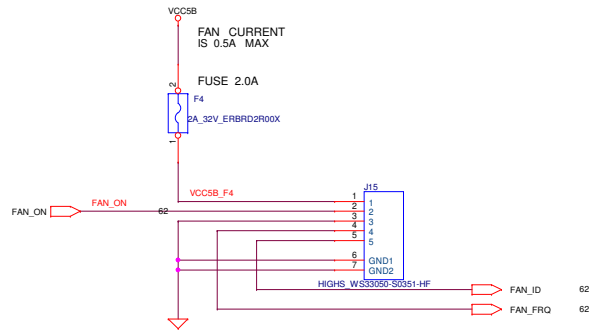 VCC5B
FAN CURRENT
IS 0.5A MAX
FUSE 2.0A
2
F4
2A_32V_ERBRD2R00X
1
VCC5B_F4
J15
FAN_ON
FAN_ON
62
1
1
2
2
3
3
4
4
5
5
6
GND1
7
GND2
HIGHS_WS33050-S0351-HF
FAN_ID
62
FAN_FRQ
62